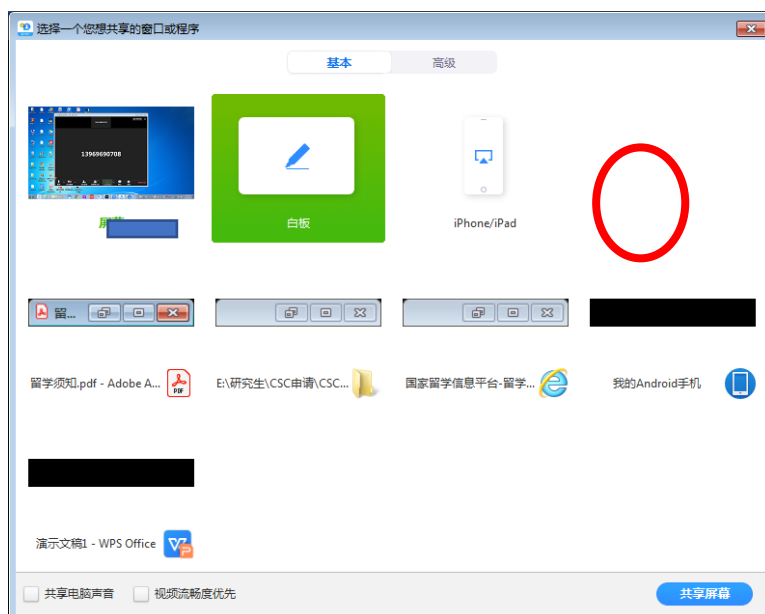 选择一个您想共享的窗口或程序
基本 高级
13969690708
白板 iPhone/iPad
留...
留学须知.pdf - Adobe A... PDF E:\研究生\CSC申请\CSC... 国家留学信息平台-留学... 我的Android手机
演示文稿1 - WPS Office
共享电脑声音 视频流畅度优先 共享屏幕